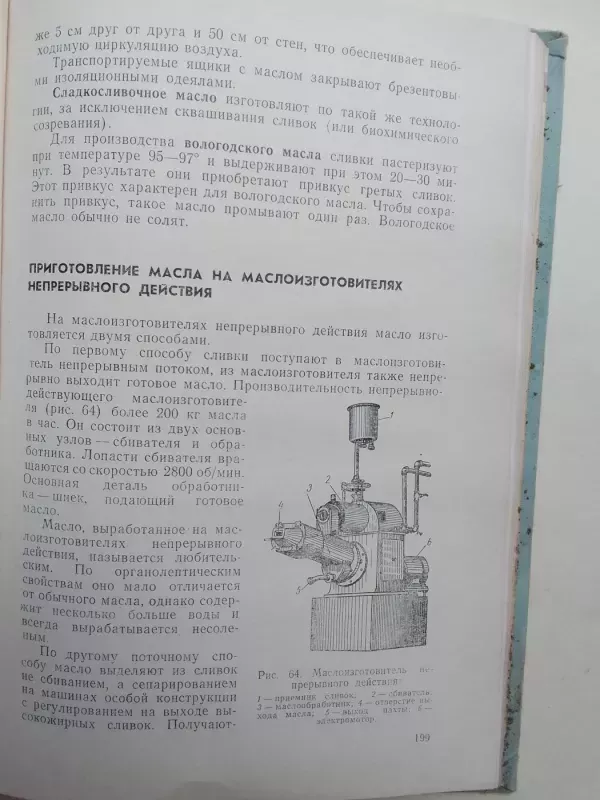 же 5 см друг от друга и 50 см от стен, что обеспечивает необ-
ходимую циркуляцию воздуха.
Транспортируемые ящики с маслом закрывают брезентовы-
ми изоляционными одеялами.
Сладкосливочное масло изготовляют по такой же техноло-
гии, за исключением сквашивания сливок (или биохимического
созревания).
Для производства вологодского масла сливки пастеризуют
при температуре 95—97° и выдерживают при этом 20—30 ми-
нут. В результате они приобретают привкус гретых сливок.
Этот привкус характерен для вологодского масла. Чтобы сохра-
нить привкус, такое масло промывают один раз. Вологодское
масло обычно не солят.
ПРИГОТОВЛЕНИЕ МАСЛА НА МАСЛОИЗГОТОВИТЕЛЯХ
НЕПРЕРЫВНОГО ДЕЙСТВИЯ
На маслоизготовителях непрерывного действия масло изго-
товляется двумя способами.
По первому способу сливки поступают в маслоизготови-
тель непрерывным потоком, из маслоизготовителя также непре-
рывно выходит готовое масло. Производительность непрерывно-
действующего маслоизготовите-
ля (рис. 64) более 200 кг масла
в час. Он состоит из двух основ-
ных узлов — сбивателя и обра-
ботника. Лопасти сбивателя вра-
щаются со скоростью 2800 об/мин.
Основная деталь обработни-
ка — шнек, подающий готовое
масло.
Масло, выработанное на мас-
лоизготовителях непрерывного
действия, называется любитель-
ским. По органолептическим
свойствам оно мало отличается
от обычного масла, однако содер-
жит несколько больше воды и
всегда вырабатывается несоле-
ным.
По другому поточному спо-
собу масло выделяют из сливок
не сбиванием, а сепарированием
на машинах особой конструкции
с регулированием на выходе вы-
сокожирных сливок. Получают-
1
2
3
4
5
6
Рис. 64. Маслоизготовитель не-
прерывного действия:
1 — приемник сливок; 2 — сбиватель
3 — маслообработник; 4 — отверстие вы-
хода масла; 5 — выход пахты; 6 —
электромотор.
199